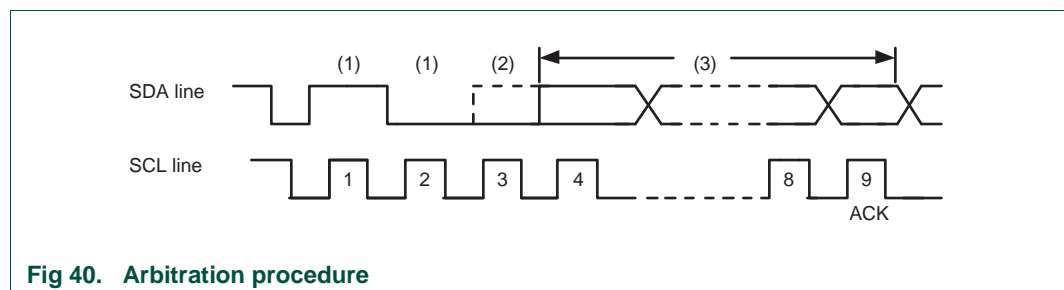 (1) (1) (2) (3)
SDA line
SCL line
1 2 3 4 8 9
ACK
Fig 40. Arbitration procedure